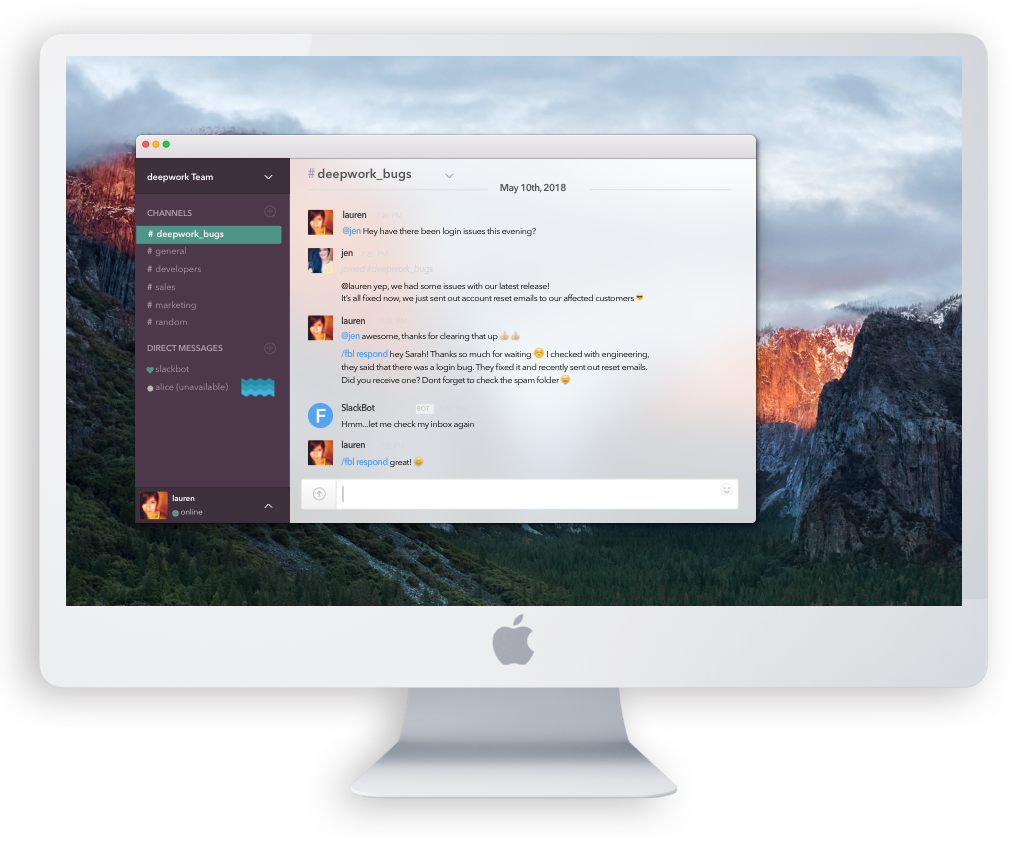 deepwork Team
CHANNELS
# deepwork_bugs
# general
# developers
# sales
# marketing
# random
DIRECT MESSAGES
slackbot
alice (unavailable)
lauren
online
# deepwork_bugs
May 10th, 2018
lauren
@jen Hey have there been login issues this evening?
jen
joined #deepwork_bugs
@lauren yep, we had some issues with our latest release!
It's all fixed now, we just sent out account reset emails to our affected customers 😎
lauren
@jen awesome, thanks for clearing that up 👍🏼👍🏼
/fbl respond hey Sarah! Thanks so much for waiting ☺️ I checked with engineering,
they said that there was a login bug. They fixed it and recently sent out reset emails.
Did you receive one? Dont forget to check the spam folder 😄
F
SlackBot BOT
Hmm...let me check my inbox again
lauren
/fbl respond great! 😄